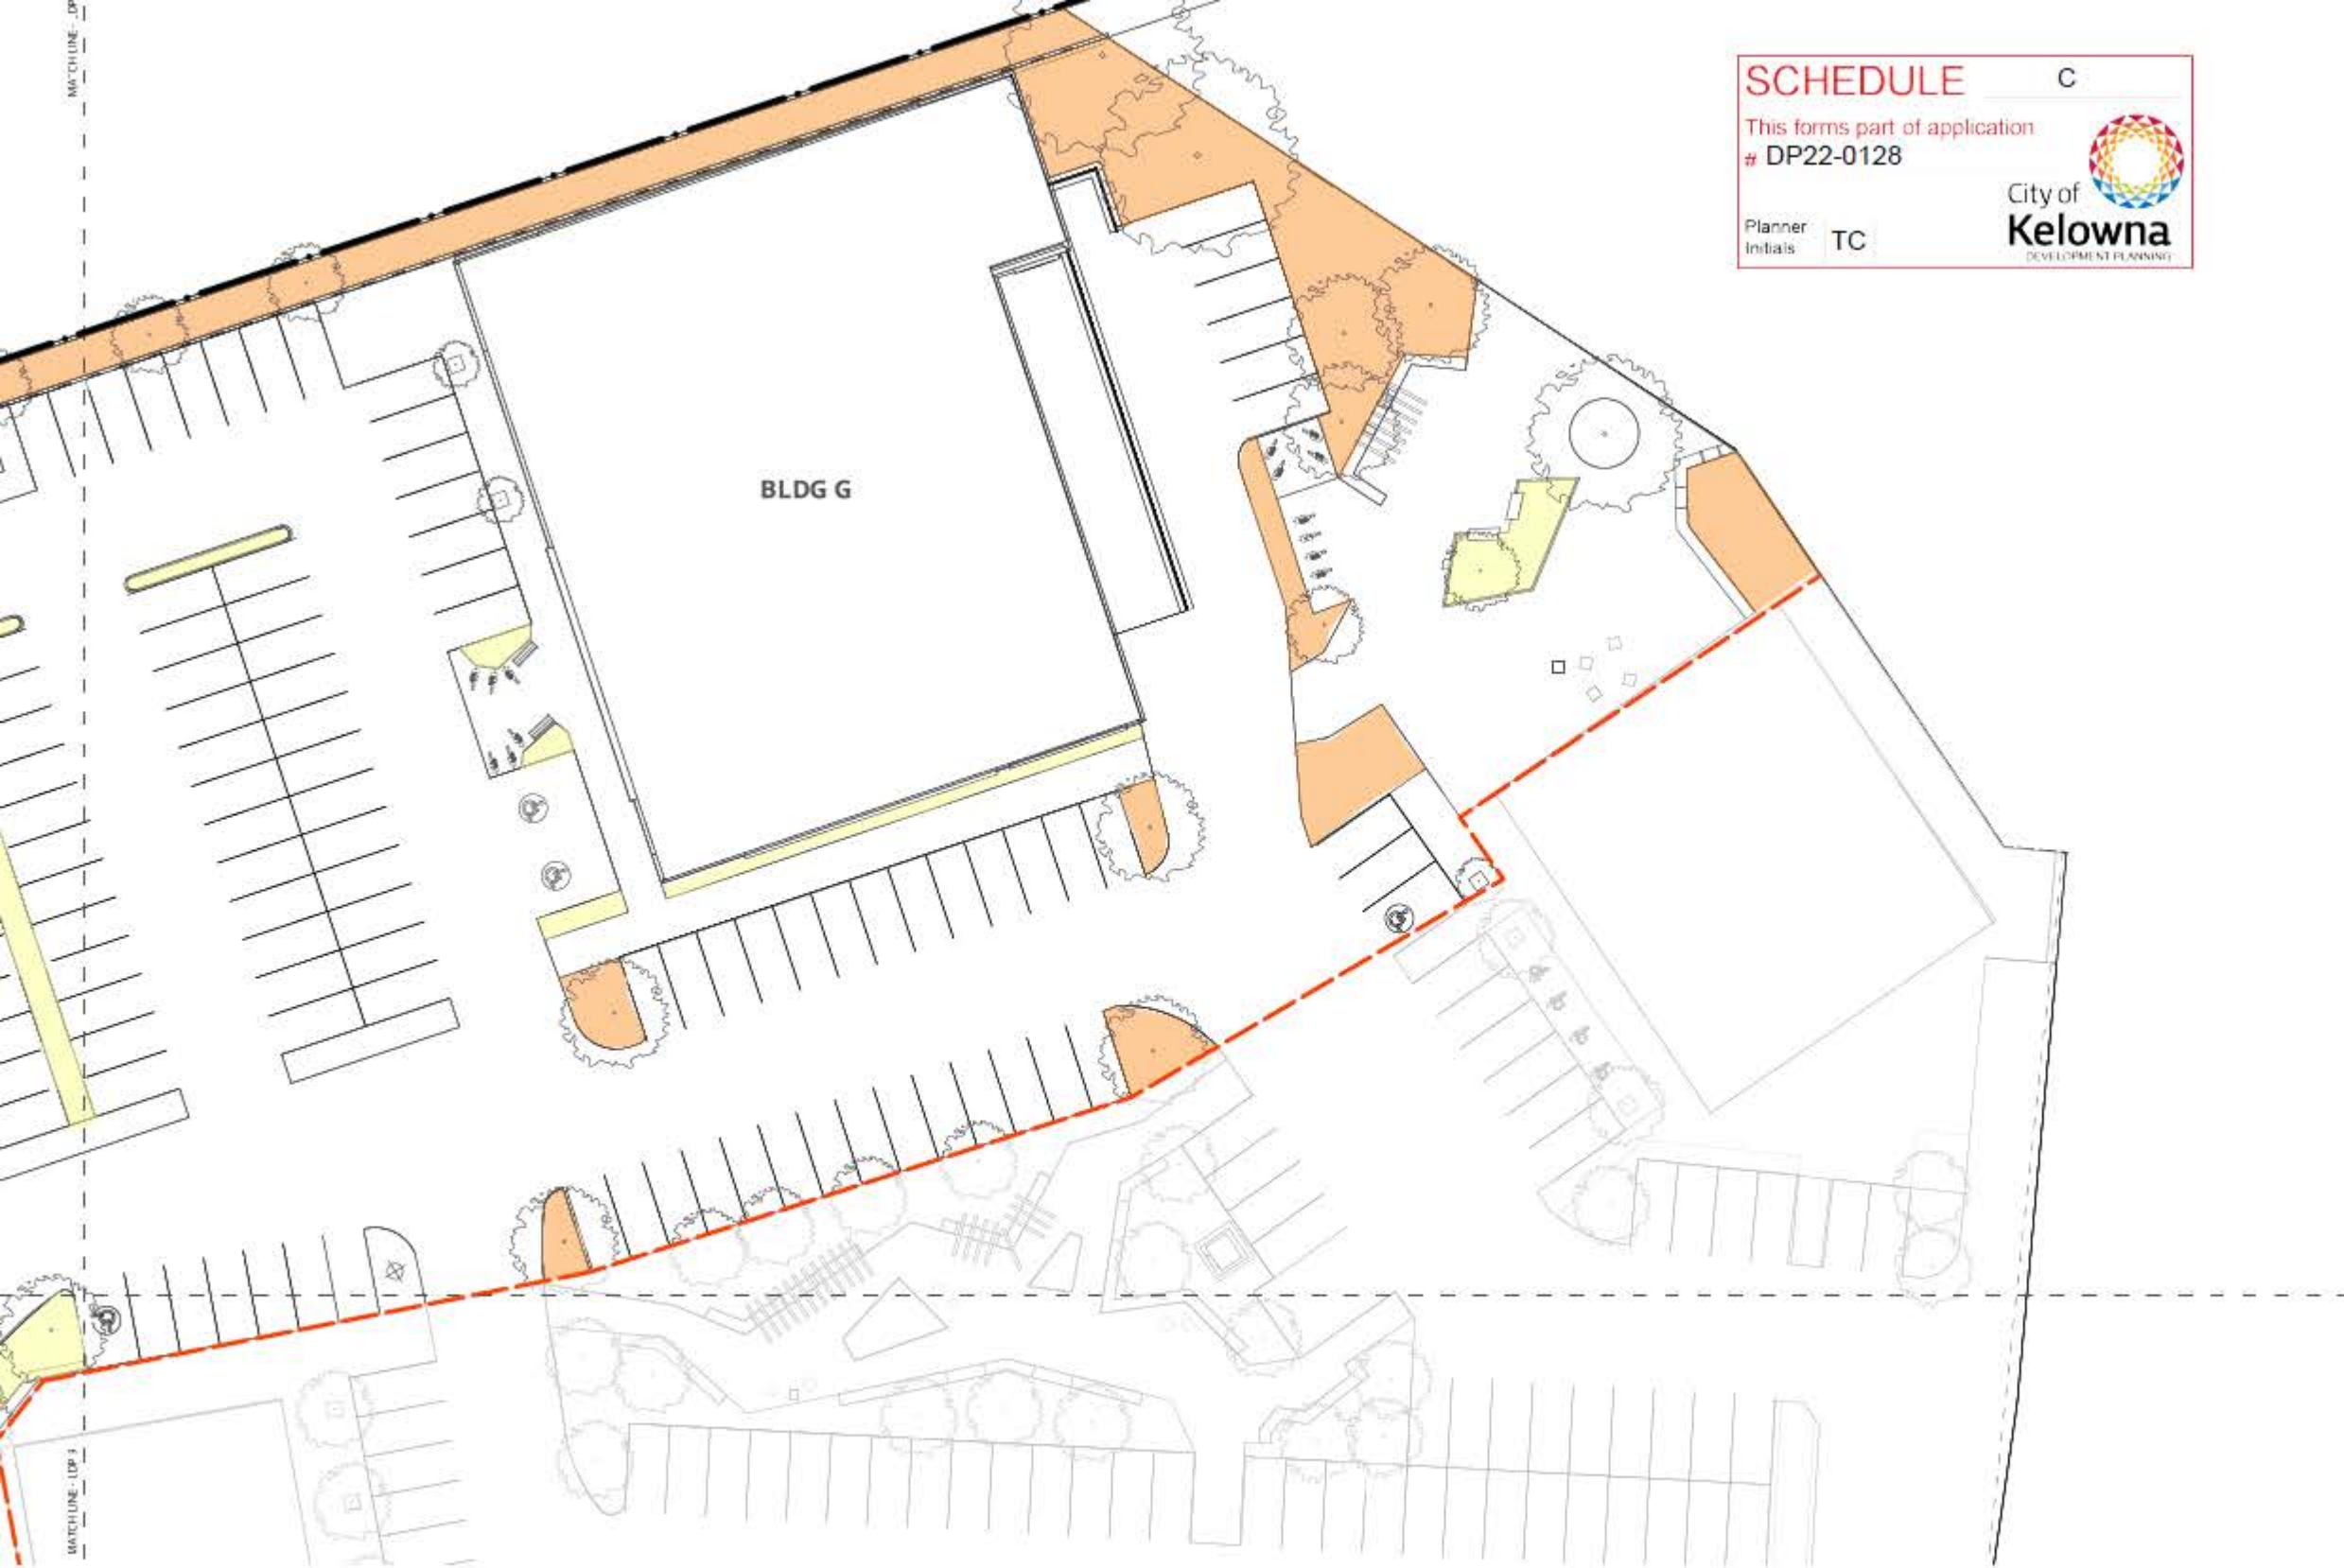 MATCH LINE - LDP
SCHEDULE C
This forms part of application
# DP22-0128
City of
Kelowna
DEVELOPMENT PLANNING
Planner
Initials TC
BLDG G
MATCH LINE - LDP 3